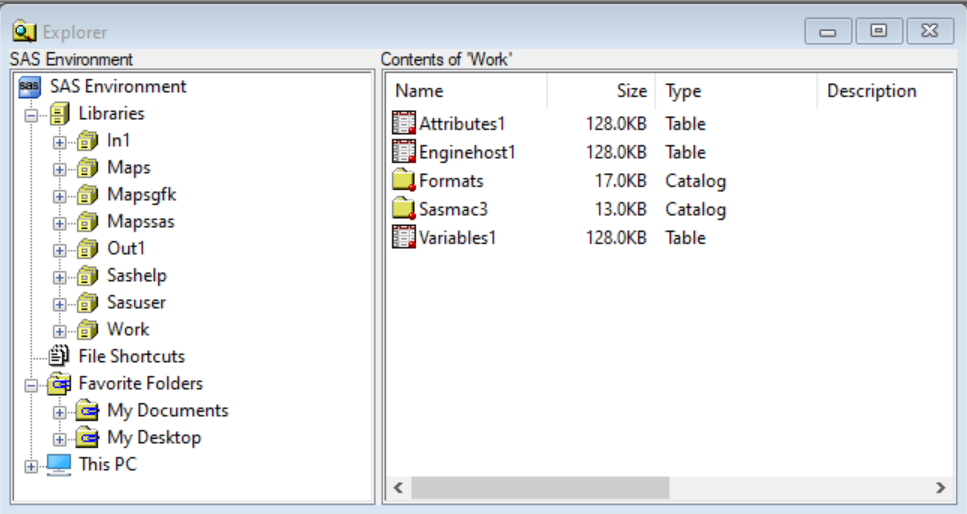 Explorer
SAS Environment
sas SAS Environment
Libraries
In1
Maps
Mapsgfk
Mapssas
Out1
Sashelp
Sasuser
Work
File Shortcuts
Favorite Folders
My Documents
My Desktop
This PC
Contents of 'Work'
Name Size Type Description
Attributes1 128.0KB Table
Enginehost1 128.0KB Table
Formats 17.0KB Catalog
Sasmac3 13.0KB Catalog
Variables1 128.0KB Table